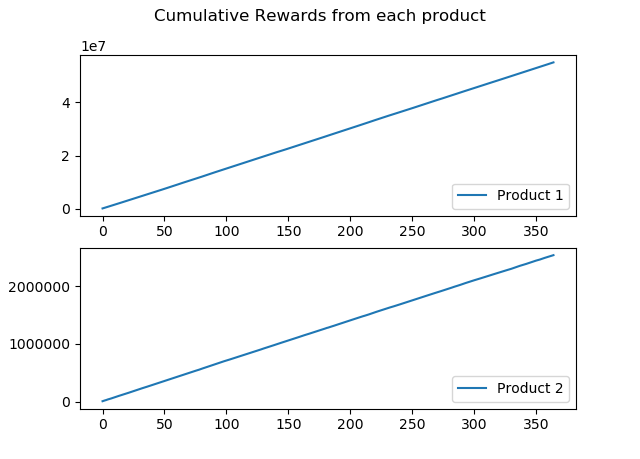 Cumulative Rewards from each product
1e7
4
2
0
Product 1
0 50 100 150 200 250 300 350
2000000
1000000
0
Product 2
0 50 100 150 200 250 300 350